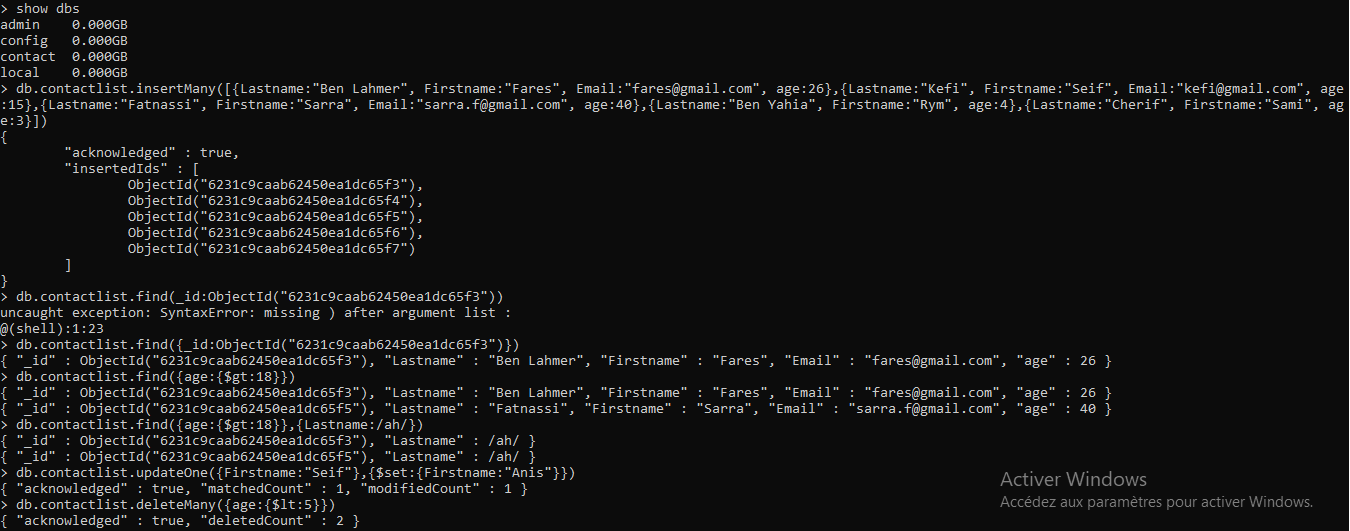 > show dbs
admin    0.000GB
config   0.000GB
contact  0.000GB
local    0.000GB
> db.contactlist.insertMany([{Lastname:"Ben Lahmer", Firstname:"Fares", Email:"fares@gmail.com", age:26},{Lastname:"Kefi", Firstname:"Seif", Email:"kefi@gmail.com", age
:15},{Lastname:"Fatnassi", Firstname:"Sarra", Email:"sarra.f@gmail.com", age:40},{Lastname:"Ben Yahia", Firstname:"Rym", age:4},{Lastname:"Cherif", Firstname:"Sami", ag
e:3}])
{
        "acknowledged" : true,
        "insertedIds" : [
                ObjectId("6231c9caab62450ea1dc65f3"),
                ObjectId("6231c9caab62450ea1dc65f4"),
                ObjectId("6231c9caab62450ea1dc65f5"),
                ObjectId("6231c9caab62450ea1dc65f6"),
                ObjectId("6231c9caab62450ea1dc65f7")
        ]
}
> db.contactlist.find(_id:ObjectId("6231c9caab62450ea1dc65f3"))
uncaught exception: SyntaxError: missing ) after argument list :
@(shell):1:23
> db.contactlist.find({_id:ObjectId("6231c9caab62450ea1dc65f3")})
{ "_id" : ObjectId("6231c9caab62450ea1dc65f3"), "Lastname" : "Ben Lahmer", "Firstname" : "Fares", "Email" : "fares@gmail.com", "age" : 26 }
> db.contactlist.find({age:{$gt:18}})
{ "_id" : ObjectId("6231c9caab62450ea1dc65f3"), "Lastname" : "Ben Lahmer", "Firstname" : "Fares", "Email" : "fares@gmail.com", "age" : 26 }
{ "_id" : ObjectId("6231c9caab62450ea1dc65f5"), "Lastname" : "Fatnassi", "Firstname" : "Sarra", "Email" : "sarra.f@gmail.com", "age" : 40 }
> db.contactlist.find({age:{$gt:18}},{Lastname:/ah/})
{ "_id" : ObjectId("6231c9caab62450ea1dc65f3"), "Lastname" : /ah/ }
{ "_id" : ObjectId("6231c9caab62450ea1dc65f5"), "Lastname" : /ah/ }
> db.contactlist.updateOne({Firstname:"Seif"},{$set:{Firstname:"Anis"}})
{ "acknowledged" : true, "matchedCount" : 1, "modifiedCount" : 1 }
> db.contactlist.deleteMany({age:{$lt:5}})
{ "acknowledged" : true, "deletedCount" : 2 }
Activer Windows
Accédez aux paramètres pour activer Windows.